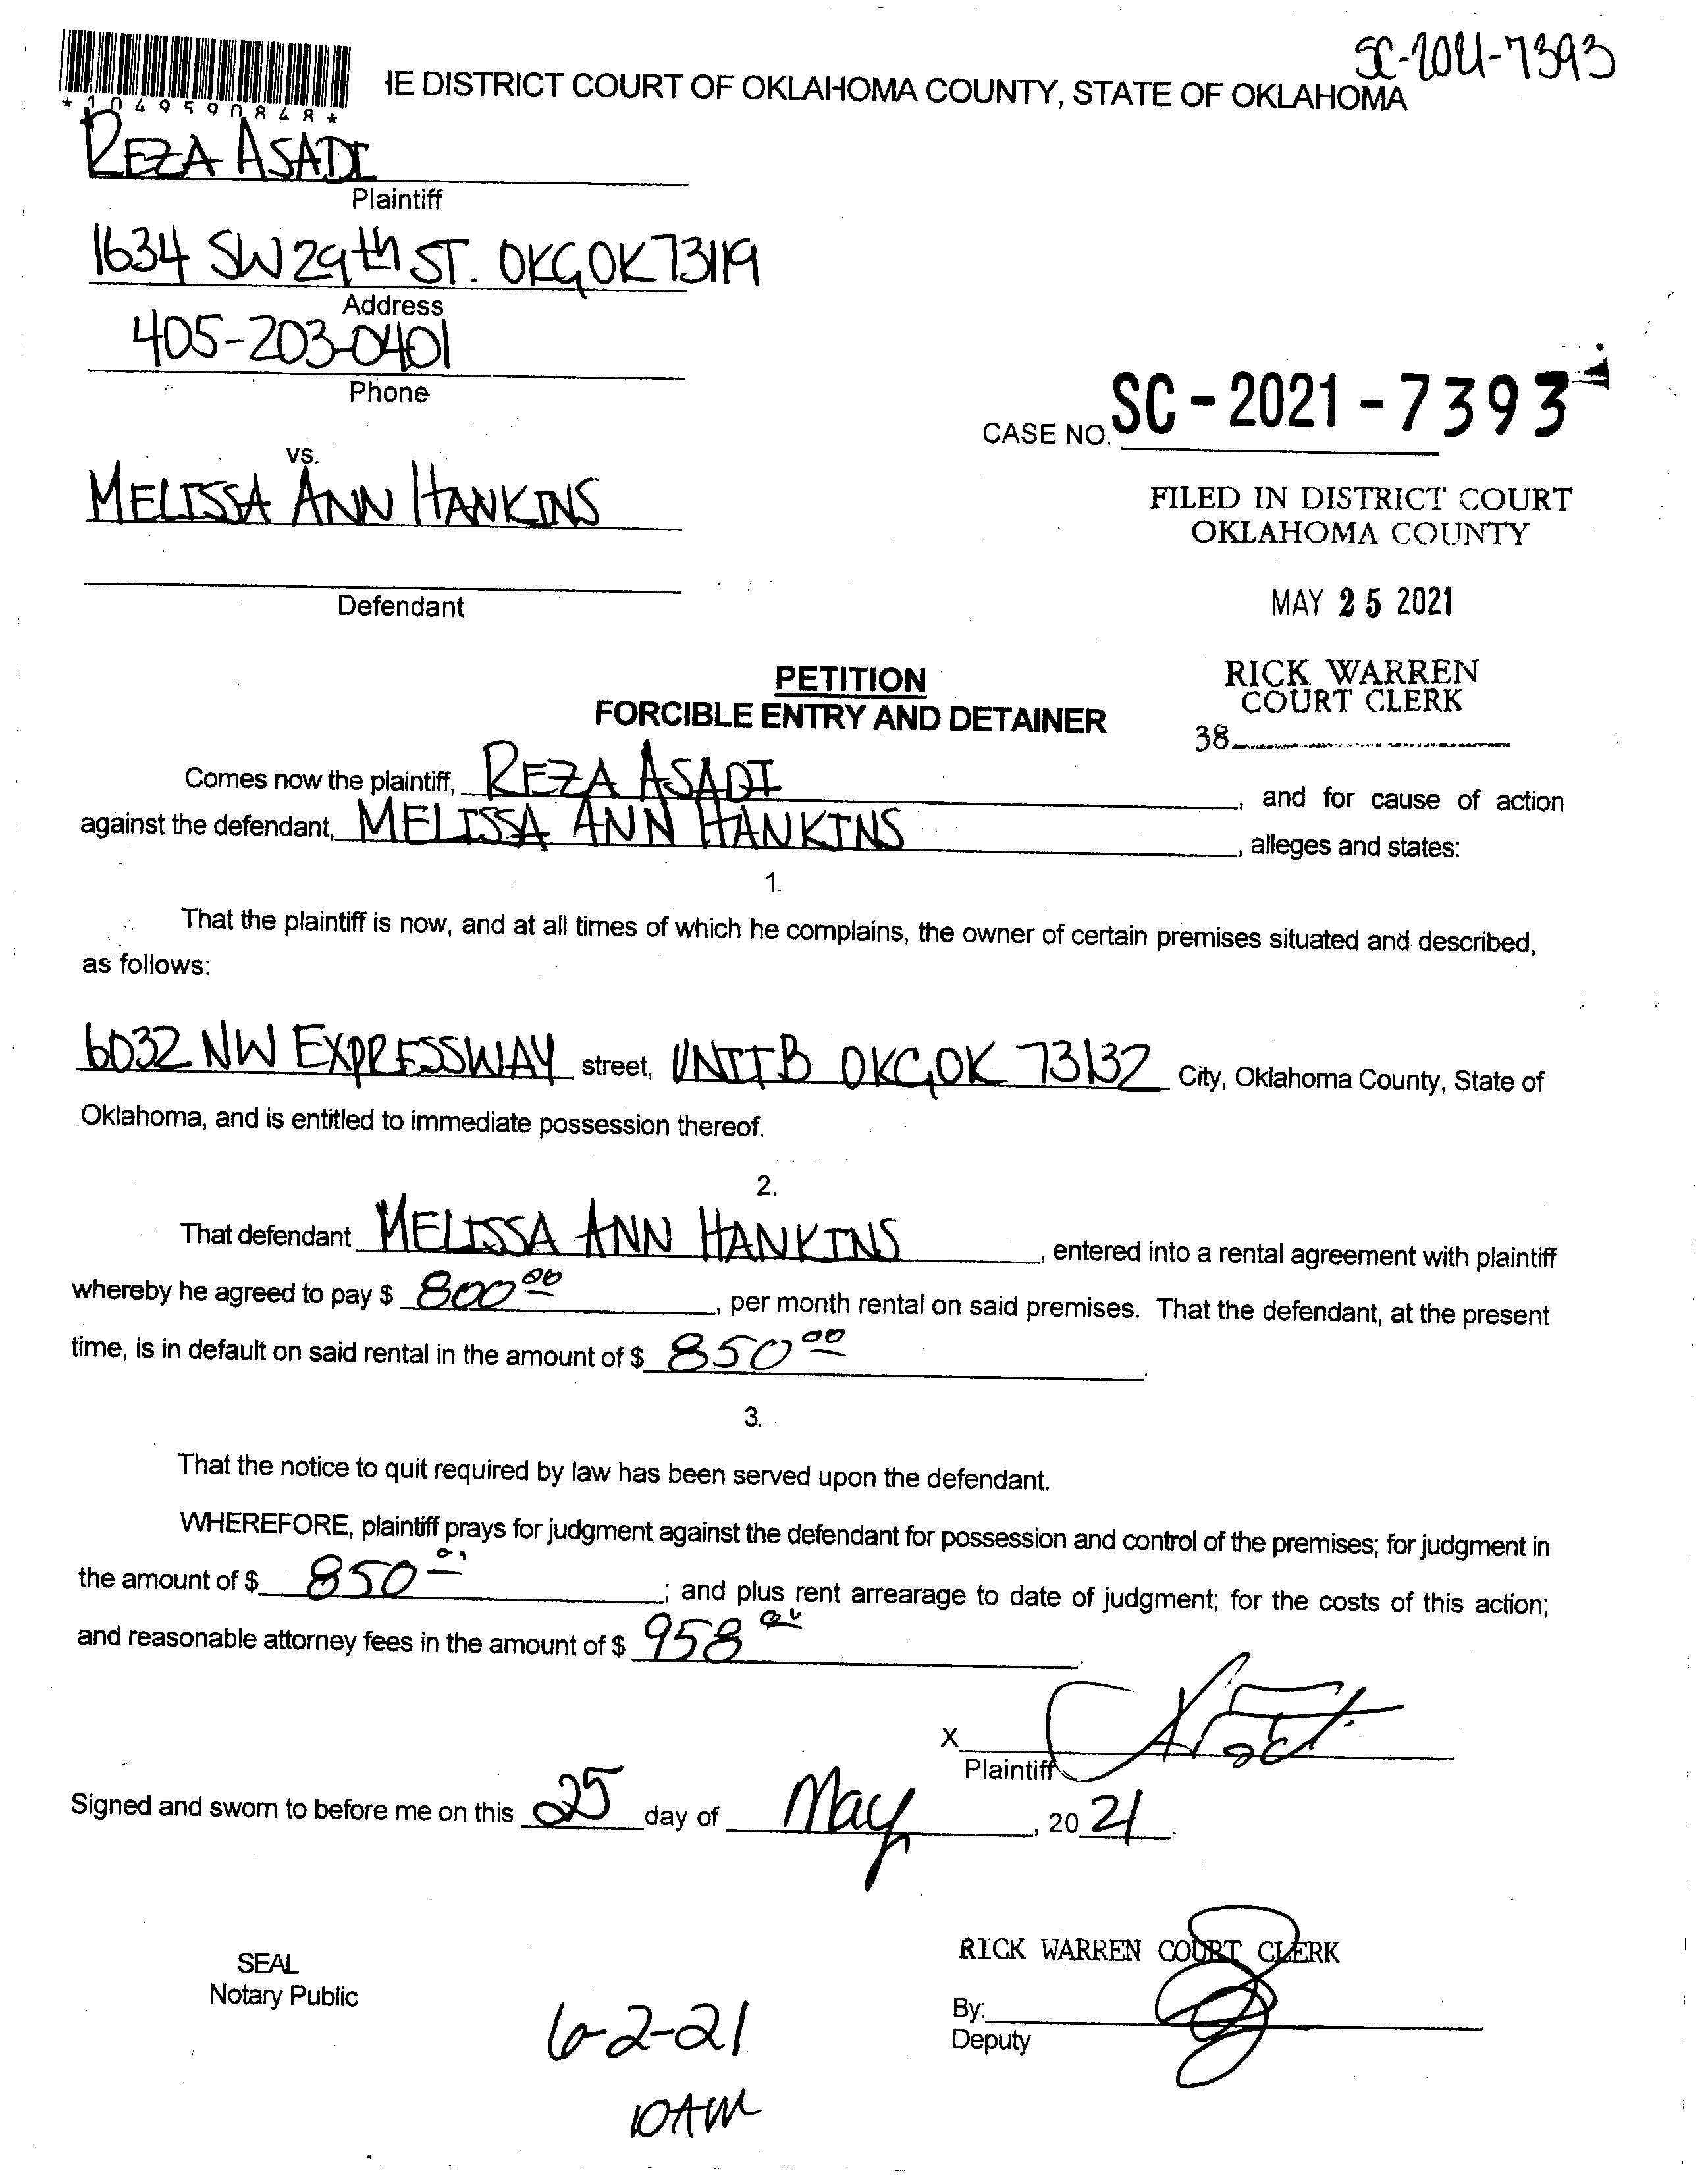 SC-2021-7393
HE DISTRICT COURT OF OKLAHOMA COUNTY, STATE OF OKLAHOMA
*1049590848*
REZA ASADI
Plaintiff
1634 SW 29th ST. OKC, OK 73119
Address
405-203-0401
Phone
CASE NO. SC-2021-7393
vs.
MELISSA ANN HANKINS
Defendant
FILED IN DISTRICT COURT
OKLAHOMA COUNTY
MAY 25 2021
RICK WARREN
COURT CLERK
38
PETITION
FORCIBLE ENTRY AND DETAINER
Comes now the plaintiff, REZA ASADI, and for cause of action
against the defendant, MELISSA ANN HANKINS, alleges and states:
1.
That the plaintiff is now, and at all times of which he complains, the owner of certain premises situated and described,
as follows:
6032 NW EXPRESSWAY street, UNIT B OKC, OK 73132 City, Oklahoma County, State of
Oklahoma, and is entitled to immediate possession thereof.
2.
That defendant MELISSA ANN HANKINS, entered into a rental agreement with plaintiff
whereby he agreed to pay $ 800.00, per month rental on said premises. That the defendant, at the present
time, is in default on said rental in the amount of $ 850.00.
3.
That the notice to quit required by law has been served upon the defendant.
WHEREFORE, plaintiff prays for judgment against the defendant for possession and control of the premises; for judgment in
the amount of $ 850; and plus rent arrearage to date of judgment; for the costs of this action;
and reasonable attorney fees in the amount of $ 958.
X
Plaintiff
Signed and sworn to before me on this 25 day of May, 2021.
RICK WARREN COURT CLERK
SEAL
Notary Public
By:
Deputy
6-2-21
10AM